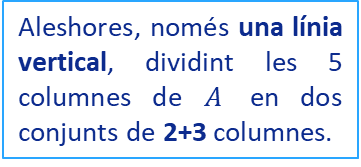 Aleshores, només una línia
vertical, dividint les 5
columnes de A en dos
conjunts de 2+3 columnes.